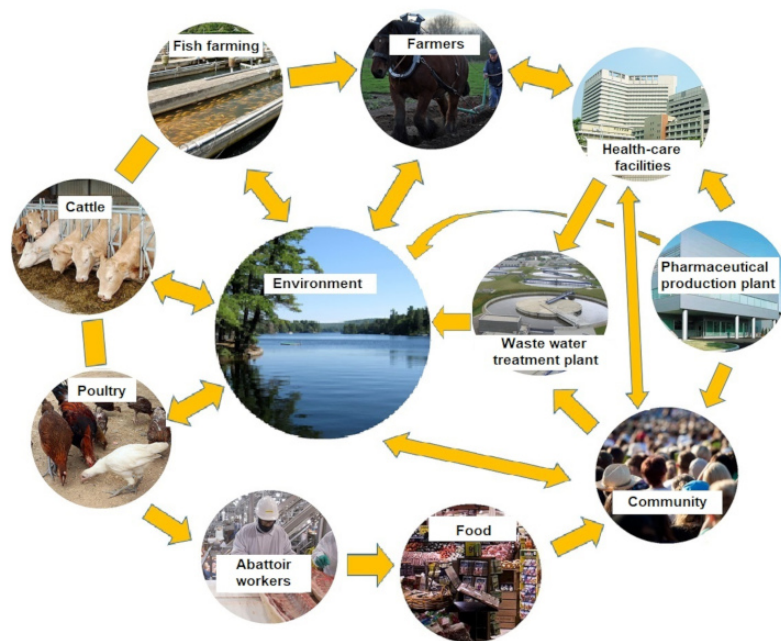 Fish farming
Farmers
Health-care
facilities
Cattle
Environment
Pharmaceutical
production plant
Waste water
treatment plant
Poultry
Community
Abattoir
workers
Food